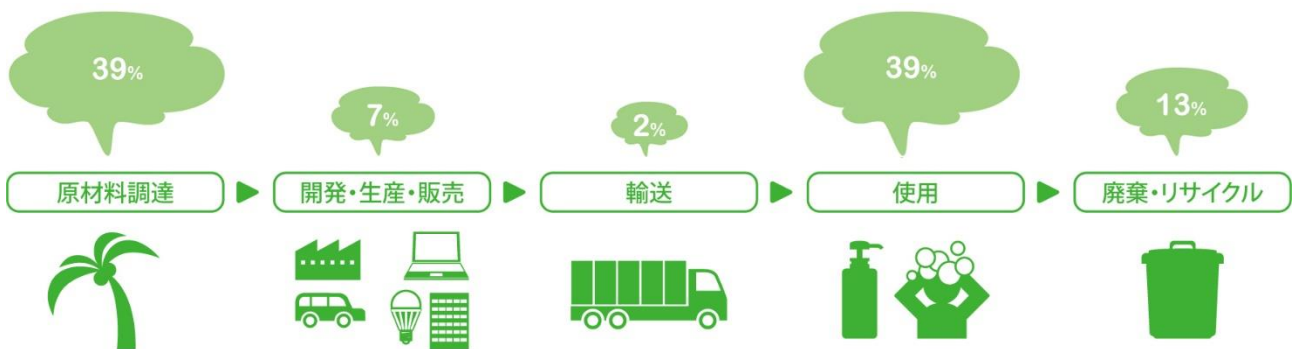 39%
7%
2%
39%
13%
原材料調達
開発・生産・販売
輸送
使用
廃棄・リサイクル